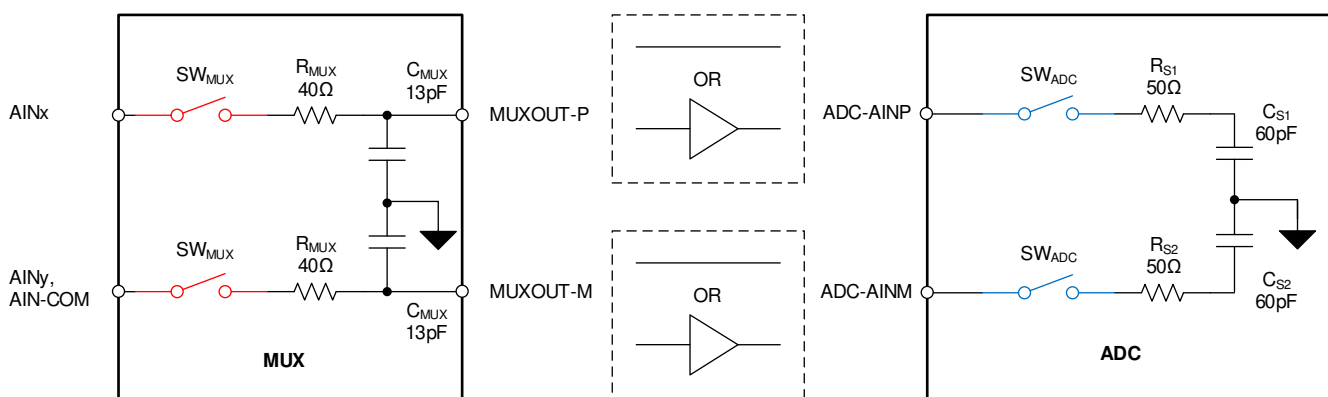 SWMUX
RMUX
40Ω
CMUX
13pF
AINx
MUXOUT-P
OR
ADC-AINP
SWADC
RS1
50Ω
CS1
60pF
SWMUX
RMUX
40Ω
AINy,
AIN-COM
MUXOUT-M
CMUX
13pF
MUX
OR
ADC-AINM
SWADC
RS2
50Ω
CS2
60pF
ADC